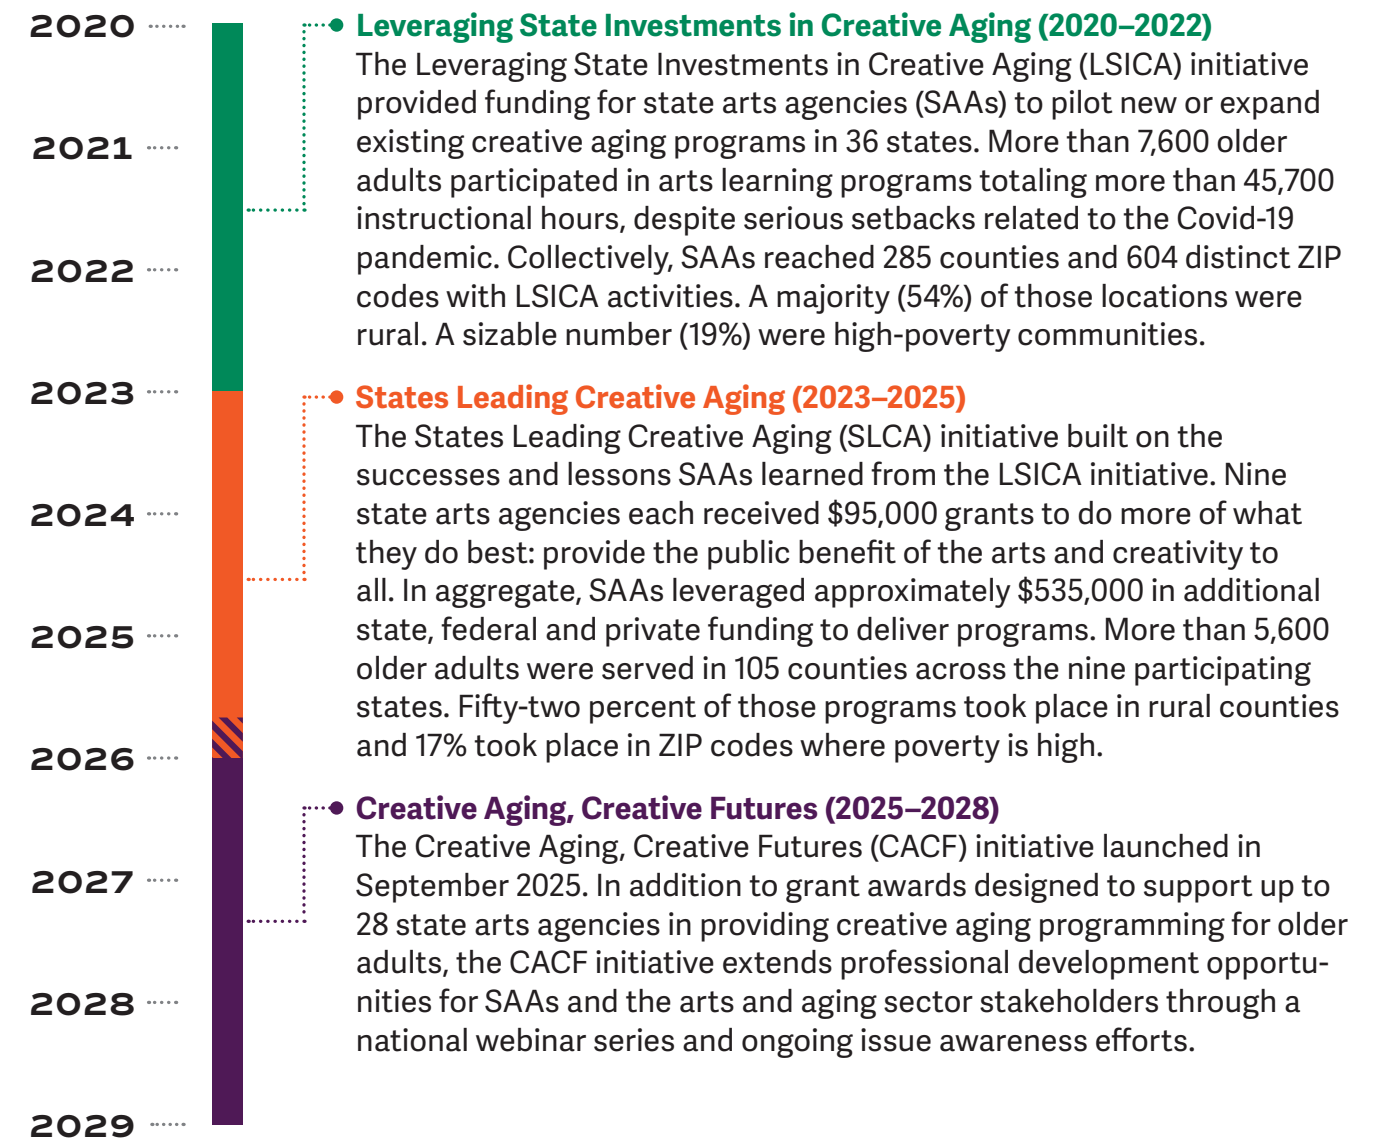 2020
2021
2022
2023
2024
2025
2026
2027
2028
2029
Leveraging State Investments in Creative Aging (2020–2022)
The Leveraging State Investments in Creative Aging (LSICA) initiative
provided funding for state arts agencies (SAAs) to pilot new or expand
existing creative aging programs in 36 states. More than 7,600 older
adults participated in arts learning programs totaling more than 45,700
instructional hours, despite serious setbacks related to the Covid-19
pandemic. Collectively, SAAs reached 285 counties and 604 distinct ZIP
codes with LSICA activities. A majority (54%) of those locations were
rural. A sizable number (19%) were high-poverty communities.
States Leading Creative Aging (2023–2025)
The States Leading Creative Aging (SLCA) initiative built on the
successes and lessons SAAs learned from the LSICA initiative. Nine
state arts agencies each received $95,000 grants to do more of what
they do best: provide the public benefit of the arts and creativity to
all. In aggregate, SAAs leveraged approximately $535,000 in additional
state, federal and private funding to deliver programs. More than 5,600
older adults were served in 105 counties across the nine participating
states. Fifty-two percent of those programs took place in rural counties
and 17% took place in ZIP codes where poverty is high.
Creative Aging, Creative Futures (2025–2028)
The Creative Aging, Creative Futures (CACF) initiative launched in
September 2025. In addition to grant awards designed to support up to
28 state arts agencies in providing creative aging programming for older
adults, the CACF initiative extends professional development opportu-
nities for SAAs and the arts and aging sector stakeholders through a
national webinar series and ongoing issue awareness efforts.